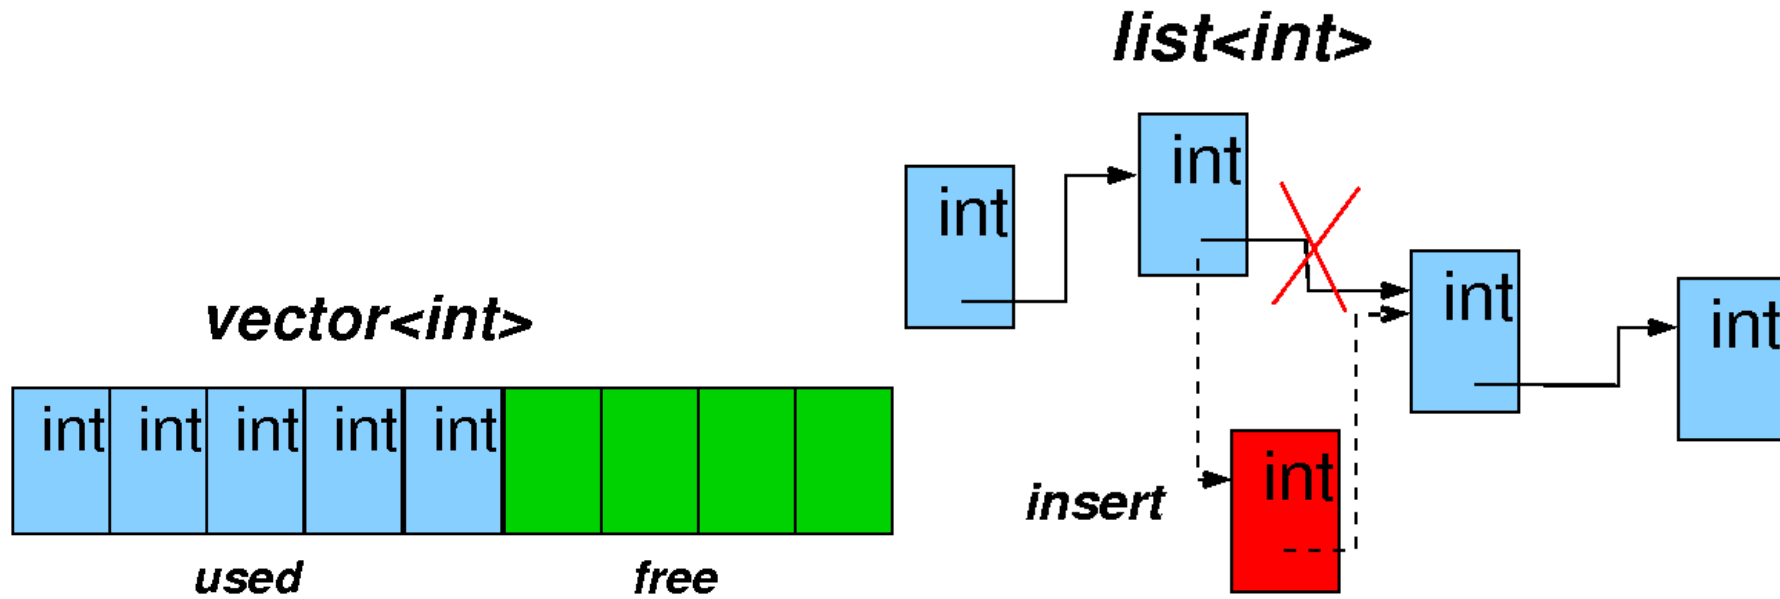 list<int>
int
int
int
int
vector<int>
int int int int int
insert
int
used
free